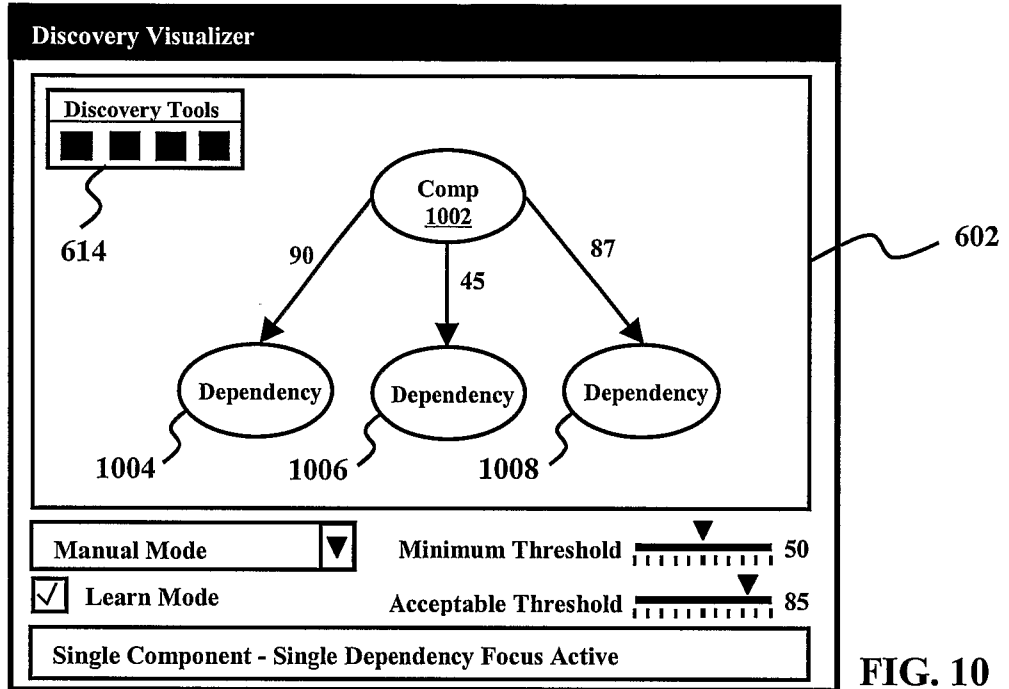 Discovery Visualizer
Discovery Tools
614
Comp
1002
90
45
87
602
Dependency
Dependency
Dependency
1004
1006
1008
Manual Mode
Minimum Threshold 50
Learn Mode
Acceptable Threshold 85
Single Component - Single Dependency Focus Active
FIG. 10